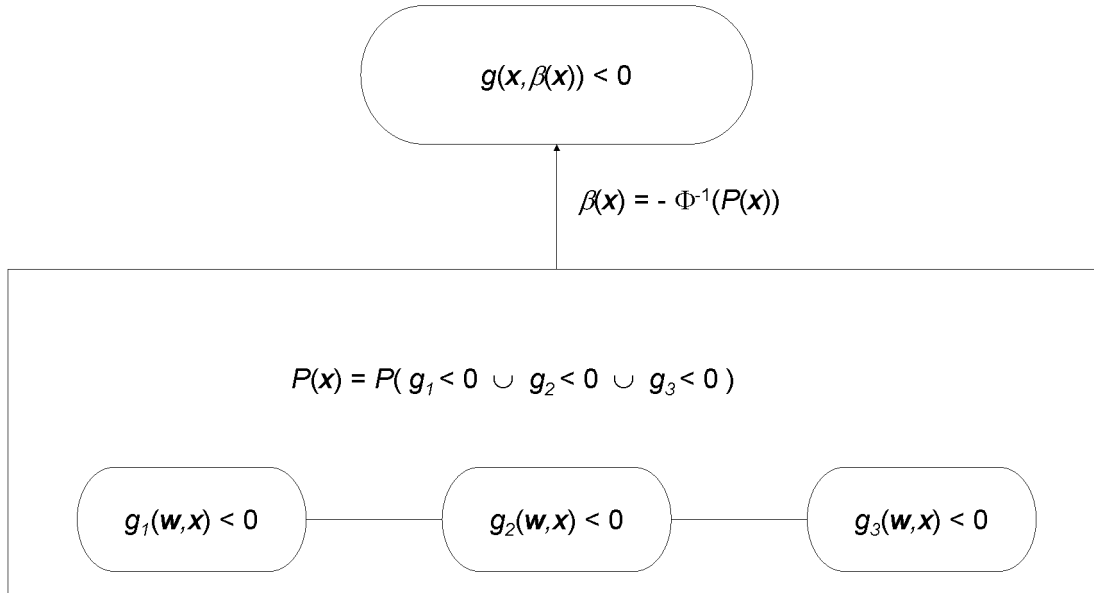 g(x,β(x)) < 0
β(x) = - Φ⁻¹(P(x))
P(x) = P( g₁ < 0 ∪ g₂ < 0 ∪ g₃ < 0 )
g₁(w,x) < 0 g₂(w,x) < 0 g₃(w,x) < 0